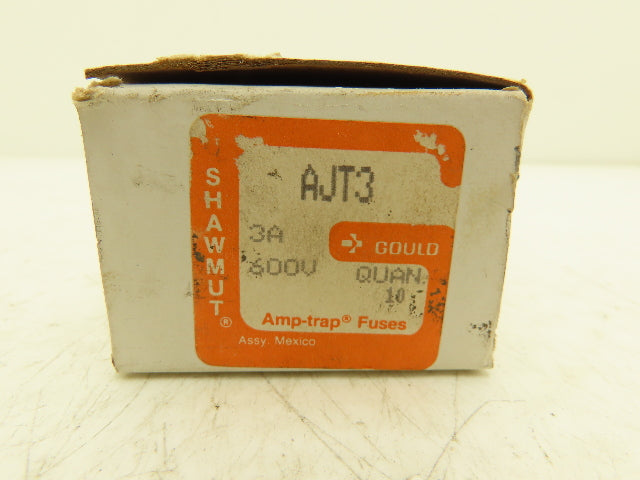 SHAWMUT®
AJT3
3A
GOULD
600V
QUAN.
10
Amp-trap® Fuses
Assy. Mexico